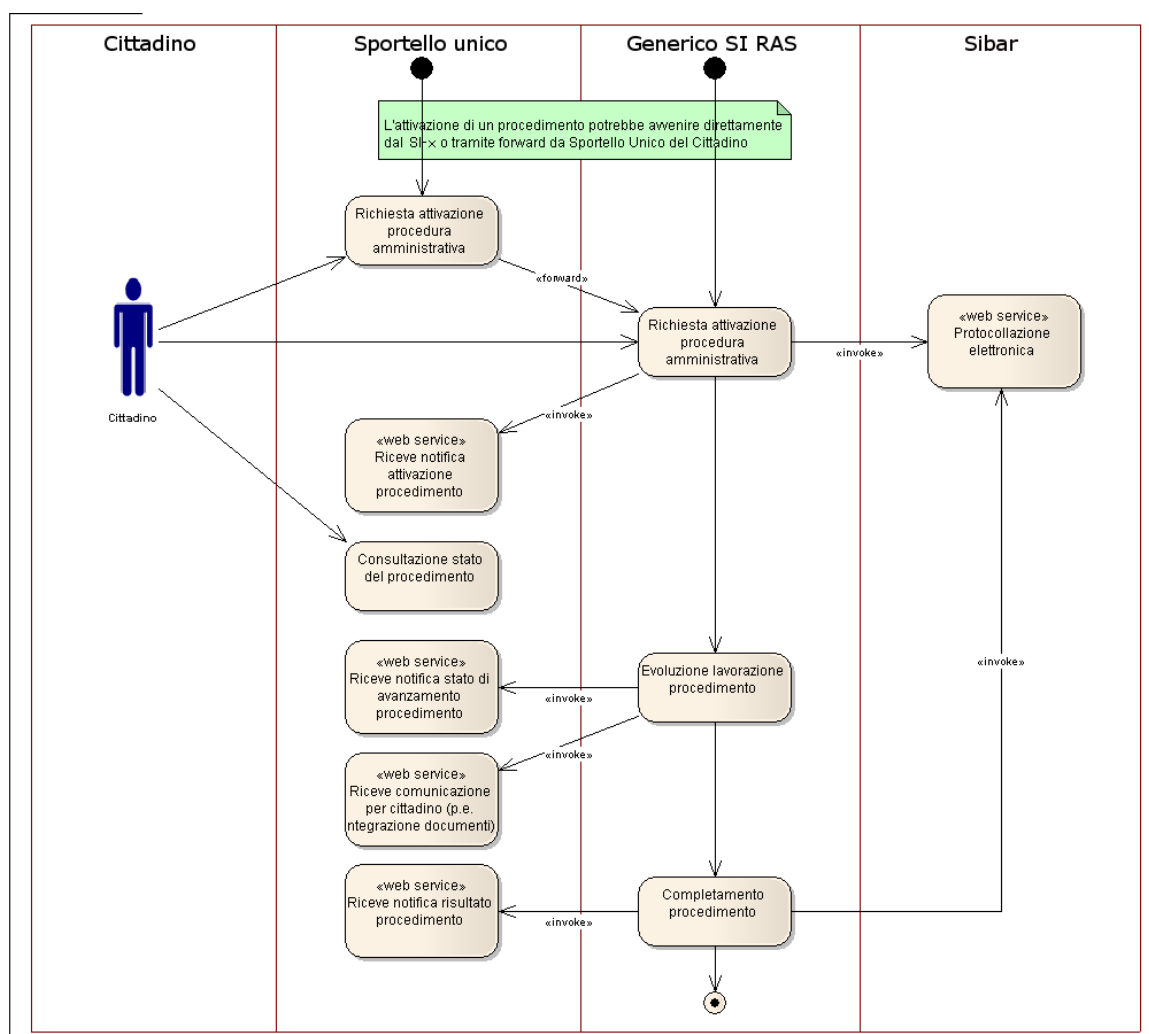 Cittadino
Sportello unico
Generico SI RAS
Sibar
L'attivazione di un procedimento potrebbe avvenire direttamente
dal SI-x o tramite forward da Sportello Unico del Cittadino
Richiesta attivazione
procedura
amministrativa
«forward»
Richiesta attivazione
procedura
amministrativa
«invoke»
«web service»
Protocollazione
elettronica
Cittadino
«invoke»
«web service»
Riceve notifica
attivazione
procedimento
Consultazione stato
del procedimento
«web service»
Riceve notifica stato di
avanzamento
procedimento
«invoke»
Evoluzione lavorazione
procedimento
«invoke»
«invoke»
«web service»
Riceve comunicazione
per cittadino (p.e.
ntegrazione documenti)
«web service»
Riceve notifica risultato
procedimento
«invoke»
Completamento
procedimento